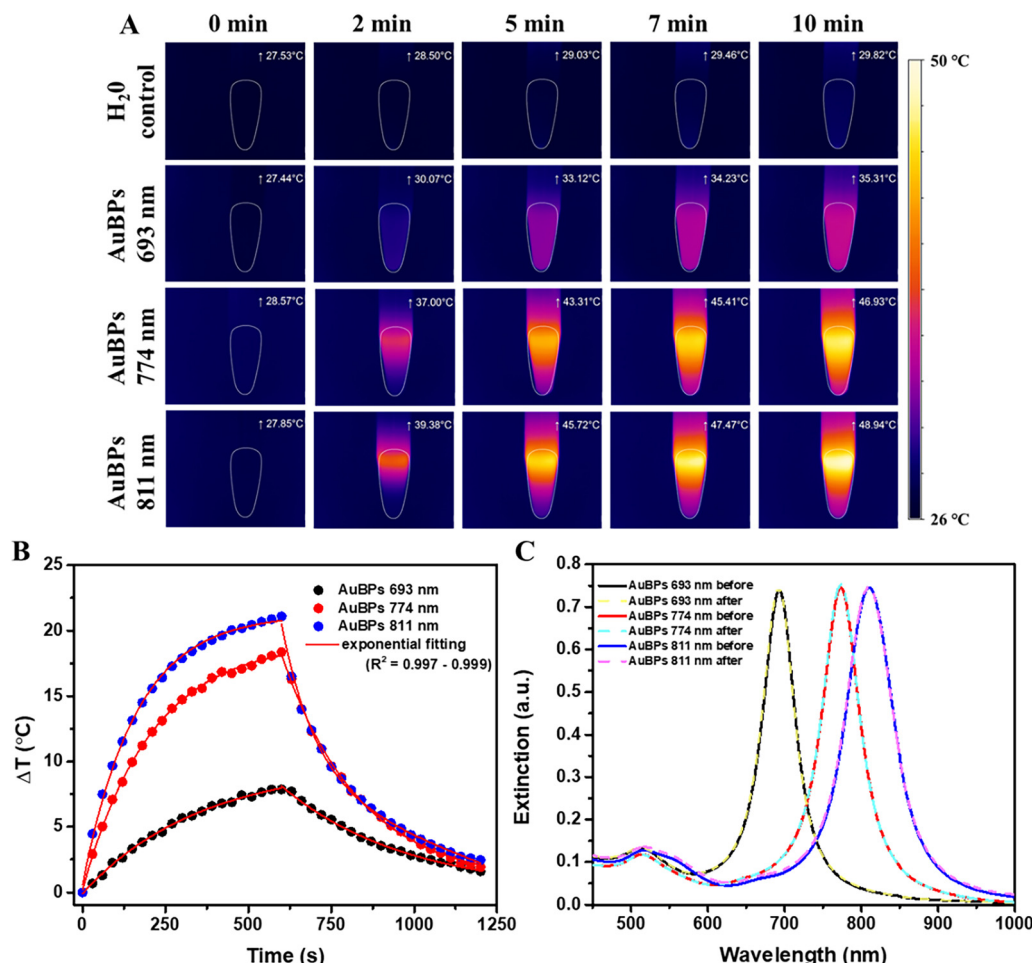 A
0 min
2 min
5 min
7 min
10 min
H₂0
control
↑ 27.53°C
↑ 28.50°C
↑ 29.03°C
↑ 29.46°C
↑ 29.82°C
50 °C
AuBPs
693 nm
↑ 27.44°C
↑ 30.07°C
↑ 33.12°C
↑ 34.23°C
↑ 35.31°C
AuBPs
774 nm
↑ 28.57°C
↑ 37.00°C
↑ 43.31°C
↑ 45.41°C
↑ 46.93°C
AuBPs
811 nm
↑ 27.85°C
↑ 39.38°C
↑ 45.72°C
↑ 47.47°C
↑ 48.94°C
26 °C
B
25
20
15
10
5
0
ΔT (°C)
AuBPs 693 nm
AuBPs 774 nm
AuBPs 811 nm
exponential fitting
(R² = 0.997 - 0.999)
0
250
500
750
1000
1250
Time (s)
C
0.8
0.7
0.6
0.5
0.4
0.3
0.2
0.1
0.0
Extinction (a.u.)
AuBPs 693 nm before
AuBPs 693 nm after
AuBPs 774 nm before
AuBPs 774 nm after
AuBPs 811 nm before
AuBPs 811 nm after
500
600
700
800
900
1000
Wavelength (nm)